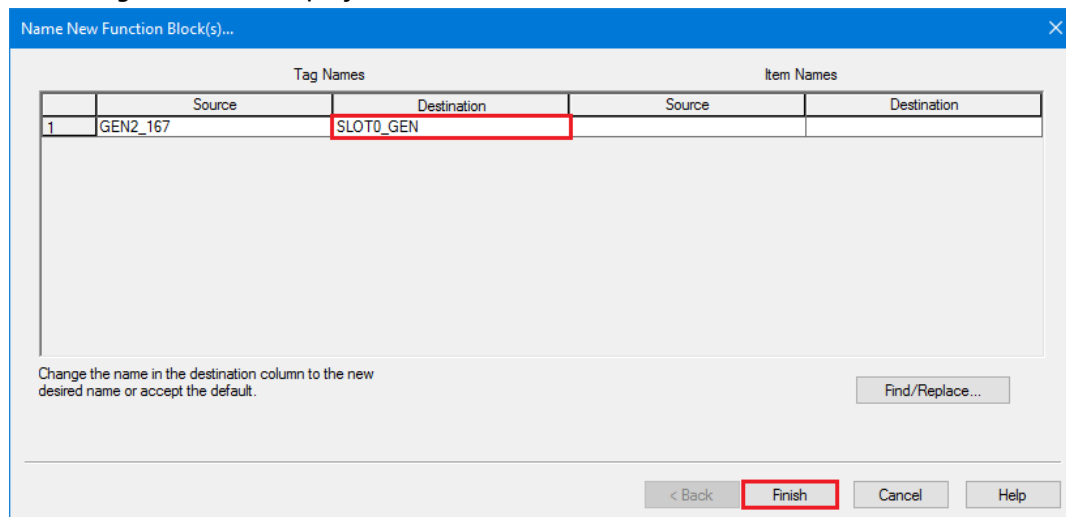 Name New Function Block(s)...
Tag Names Item Names
Source Destination Source Destination
1 GEN2_167 SLOT0_GEN
Change the name in the destination column to the new
desired name or accept the default.
Find/Replace...
< Back Finish Cancel Help